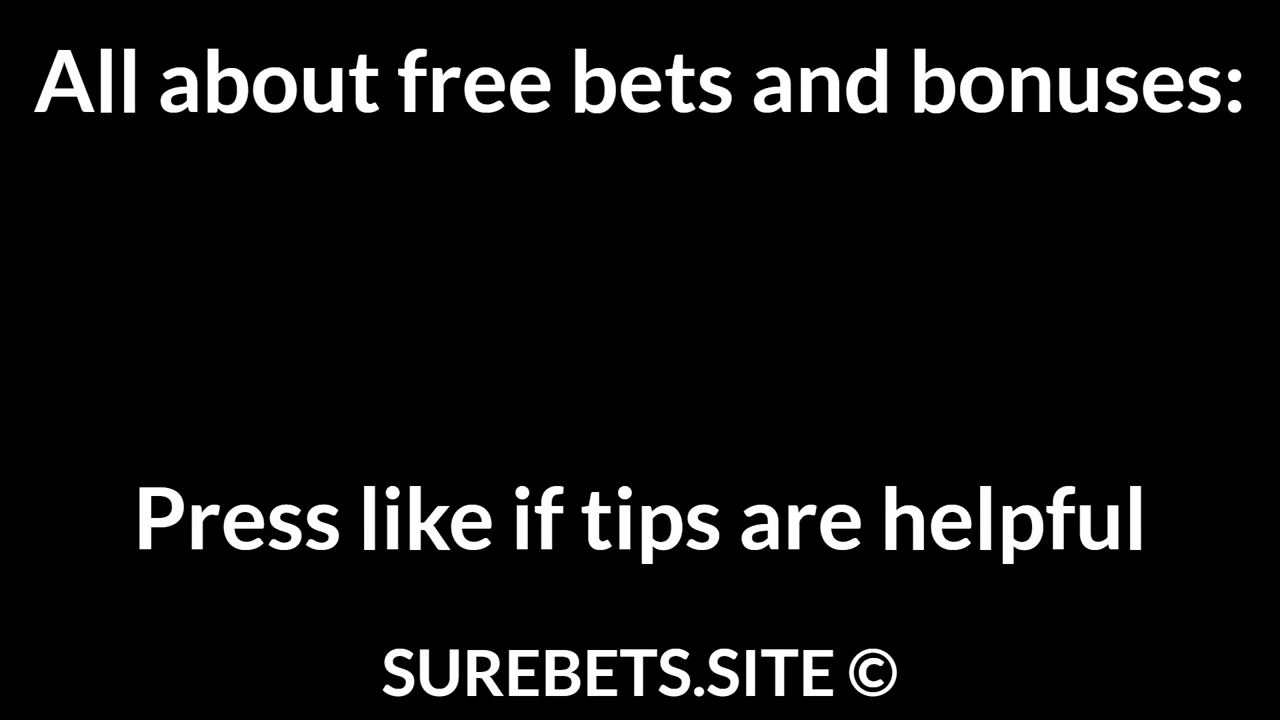 All about free bets and bonuses:
Press like if tips are helpful
SUREBETS.SITE ©